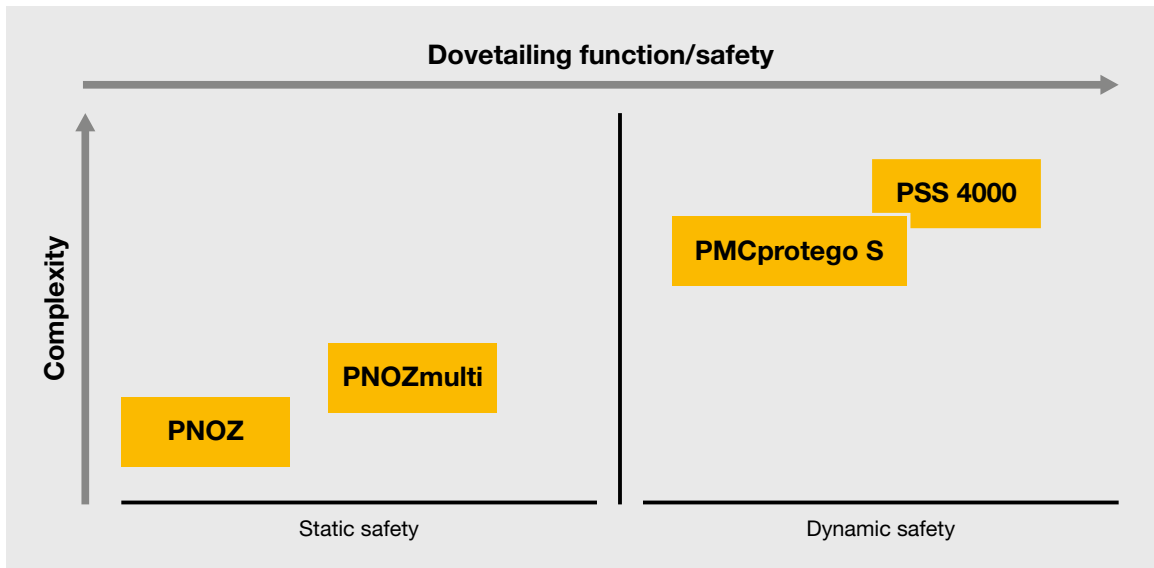 Dovetailing function/safety
Complexity
PSS 4000
PMCprotego S
PNOZmulti
PNOZ
Static safety
Dynamic safety